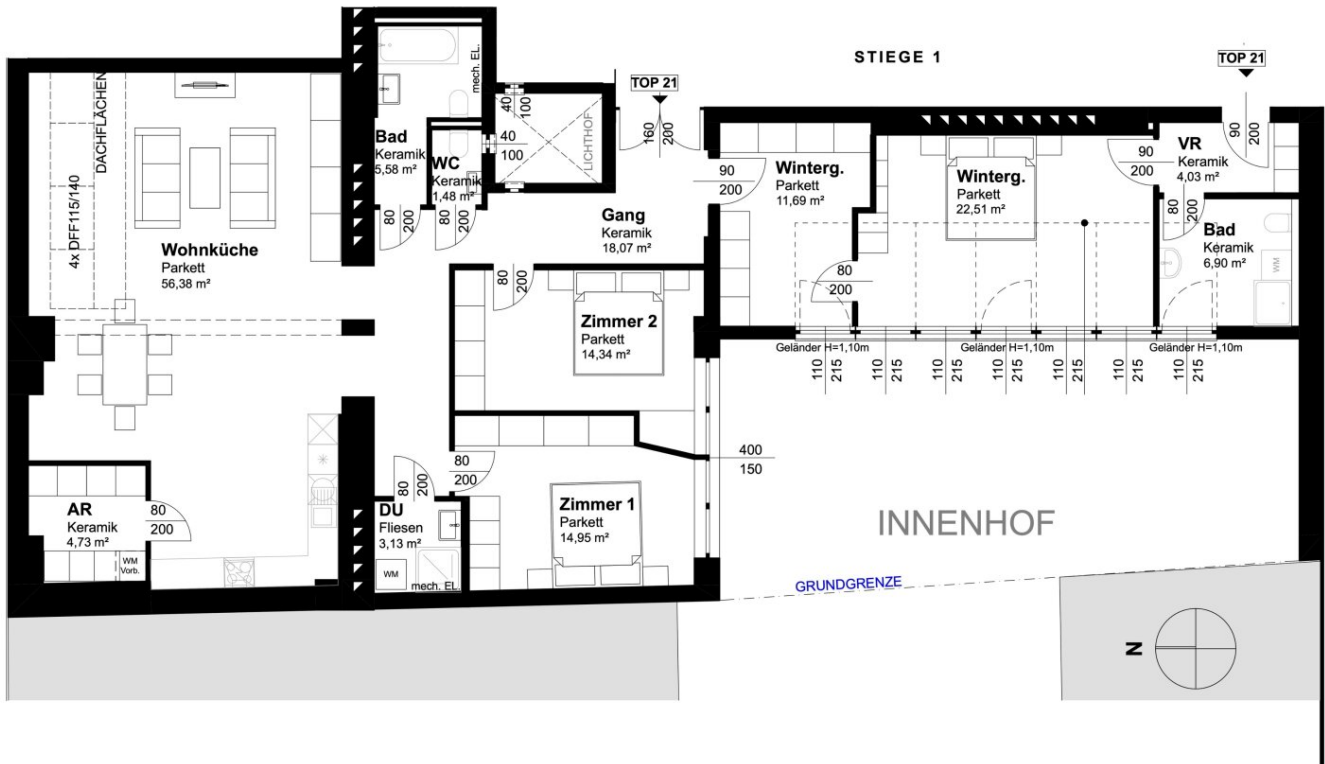 STIEGE 1
TOP 21
TOP 21
DACHFLÄCHEN
4x DFF115/140
Wohnküche
Parkett
56,38 m²
mech. EL.
Bad
Keramik
5,58 m²
80
200
WC
Keramik
1,48 m²
80
200
40
100
40
100
LICHTHOF
160
200
Gang
Keramik
18,07 m²
90
200
Winterg.
Parkett
11,69 m²
80
200
Winterg.
Parkett
22,51 m²
90
200
VR
Keramik
4,03 m²
90
200
80
200
Bad
Keramik
6,90 m²
WM
80
200
Zimmer 2
Parkett
14,34 m²
Geländer H=1,10m
Geländer H=1,10m
Geländer H=1,10m
110
215
110
215
110
215
110
215
110
215
110
215
110
215
400
150
80
200
Zimmer 1
Parkett
14,95 m²
80
200
DU
Fliesen
3,13 m²
WM
mech. EL.
AR
Keramik
4,73 m²
80
200
WM
Vorb.
INNENHOF
GRUNDGRENZE
N